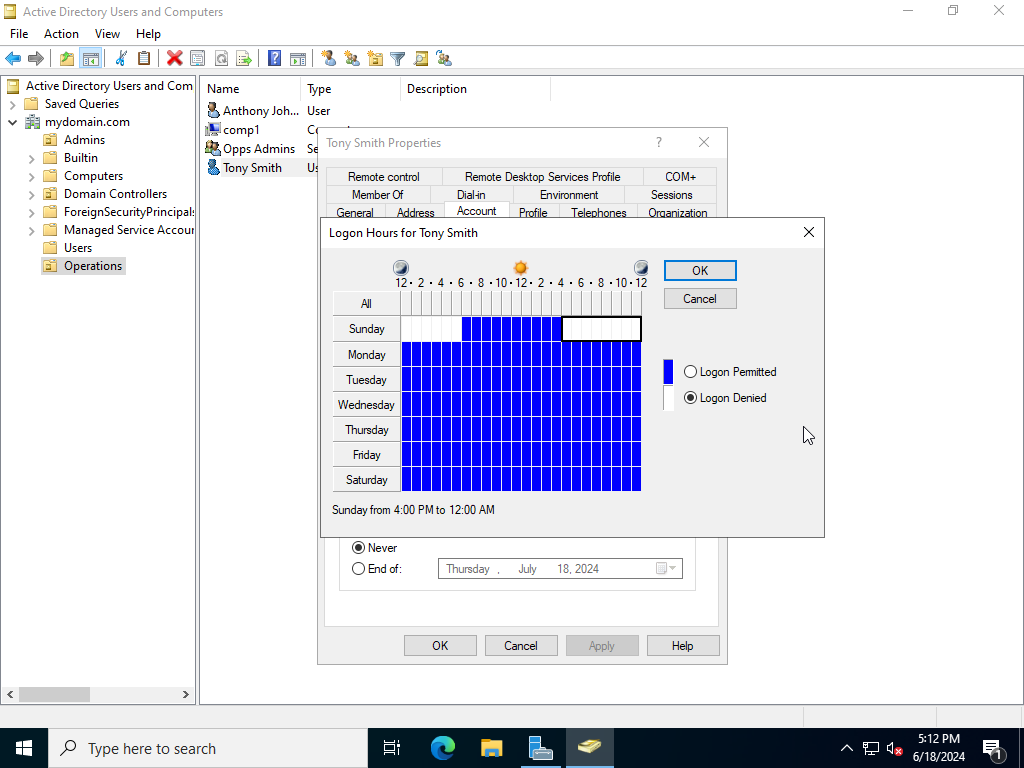 Active Directory Users and Computers
File Action View Help
Active Directory Users and Com
Saved Queries
mydomain.com
Admins
Builtin
Computers
Domain Controllers
ForeignSecurityPrincipals
Managed Service Accour
Users
Operations
Name Type Description
Anthony Joh... User
comp1
Opps Admins
Tony Smith
Tony Smith Properties ?
Remote control Remote Desktop Services Profile COM+
Member Of Dial-in Environment Sessions
General Address Account Profile Telephones Organization
Logon Hours for Tony Smith
12 · 2 · 4 · 6 · 8 · 10 · 12 · 2 · 4 · 6 · 8 · 10 · 12
All
Sunday
Monday
Tuesday
Wednesday
Thursday
Friday
Saturday
OK
Cancel
Logon Permitted
Logon Denied
Sunday from 4:00 PM to 12:00 AM
Never
End of: Thursday , July 18, 2024
OK Cancel Apply Help
Type here to search
5:12 PM
6/18/2024
1